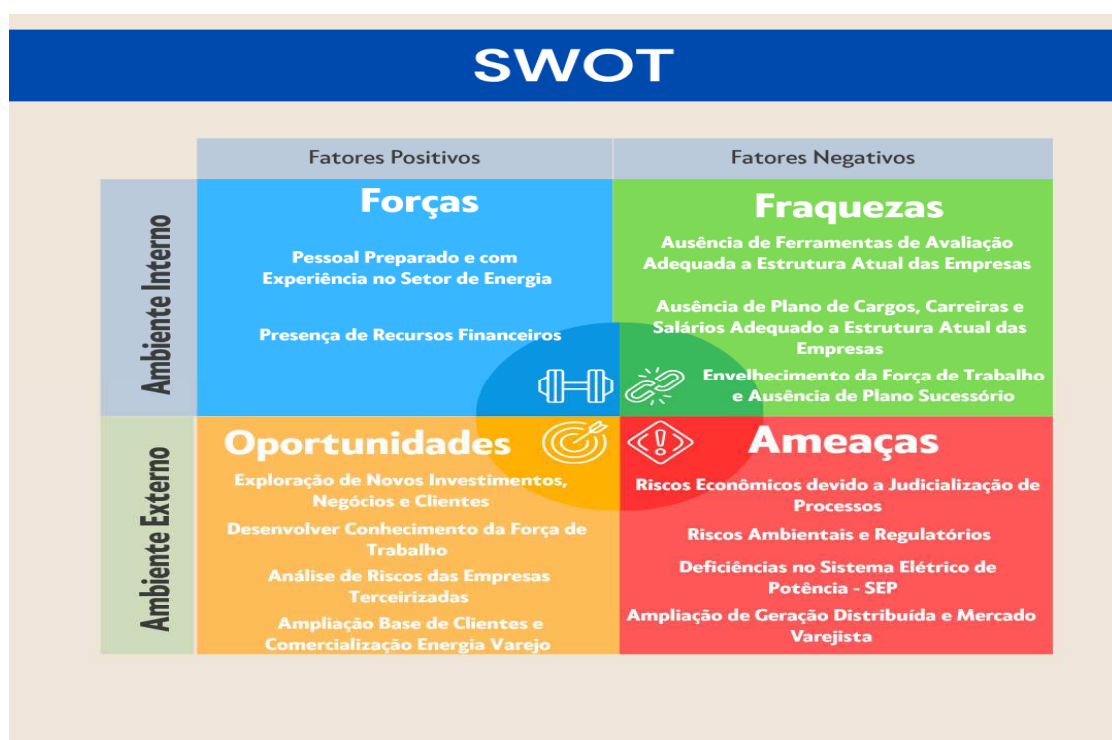 SWOT
Fatores Positivos
Fatores Negativos
Ambiente Interno
Forças
Pessoal Preparado e com
Experiência no Setor de Energia
Presença de Recursos Financeiros
Fraquezas
Ausência de Ferramentas de Avaliação
Adequada a Estrutura Atual das Empresas
Ausência de Plano de Cargos, Carreiras e
Salários Adequado a Estrutura Atual das
Empresas
Envelhecimento da Força de Trabalho
e Ausência de Plano Sucessório
Ambiente Externo
Oportunidades
Exploração de Novos Investimentos,
Negócios e Clientes
Desenvolver Conhecimento da Força de
Trabalho
Análise de Riscos das Empresas
Terceirizadas
Ampliação Base de Clientes e
Comercialização Energia Varejo
Ameaças
Riscos Econômicos devido a Judicialização de
Processos
Riscos Ambientais e Regulatórios
Deficiências no Sistema Elétrico de
Potência - SEP
Ampliação de Geração Distribuída e Mercado
Varejista